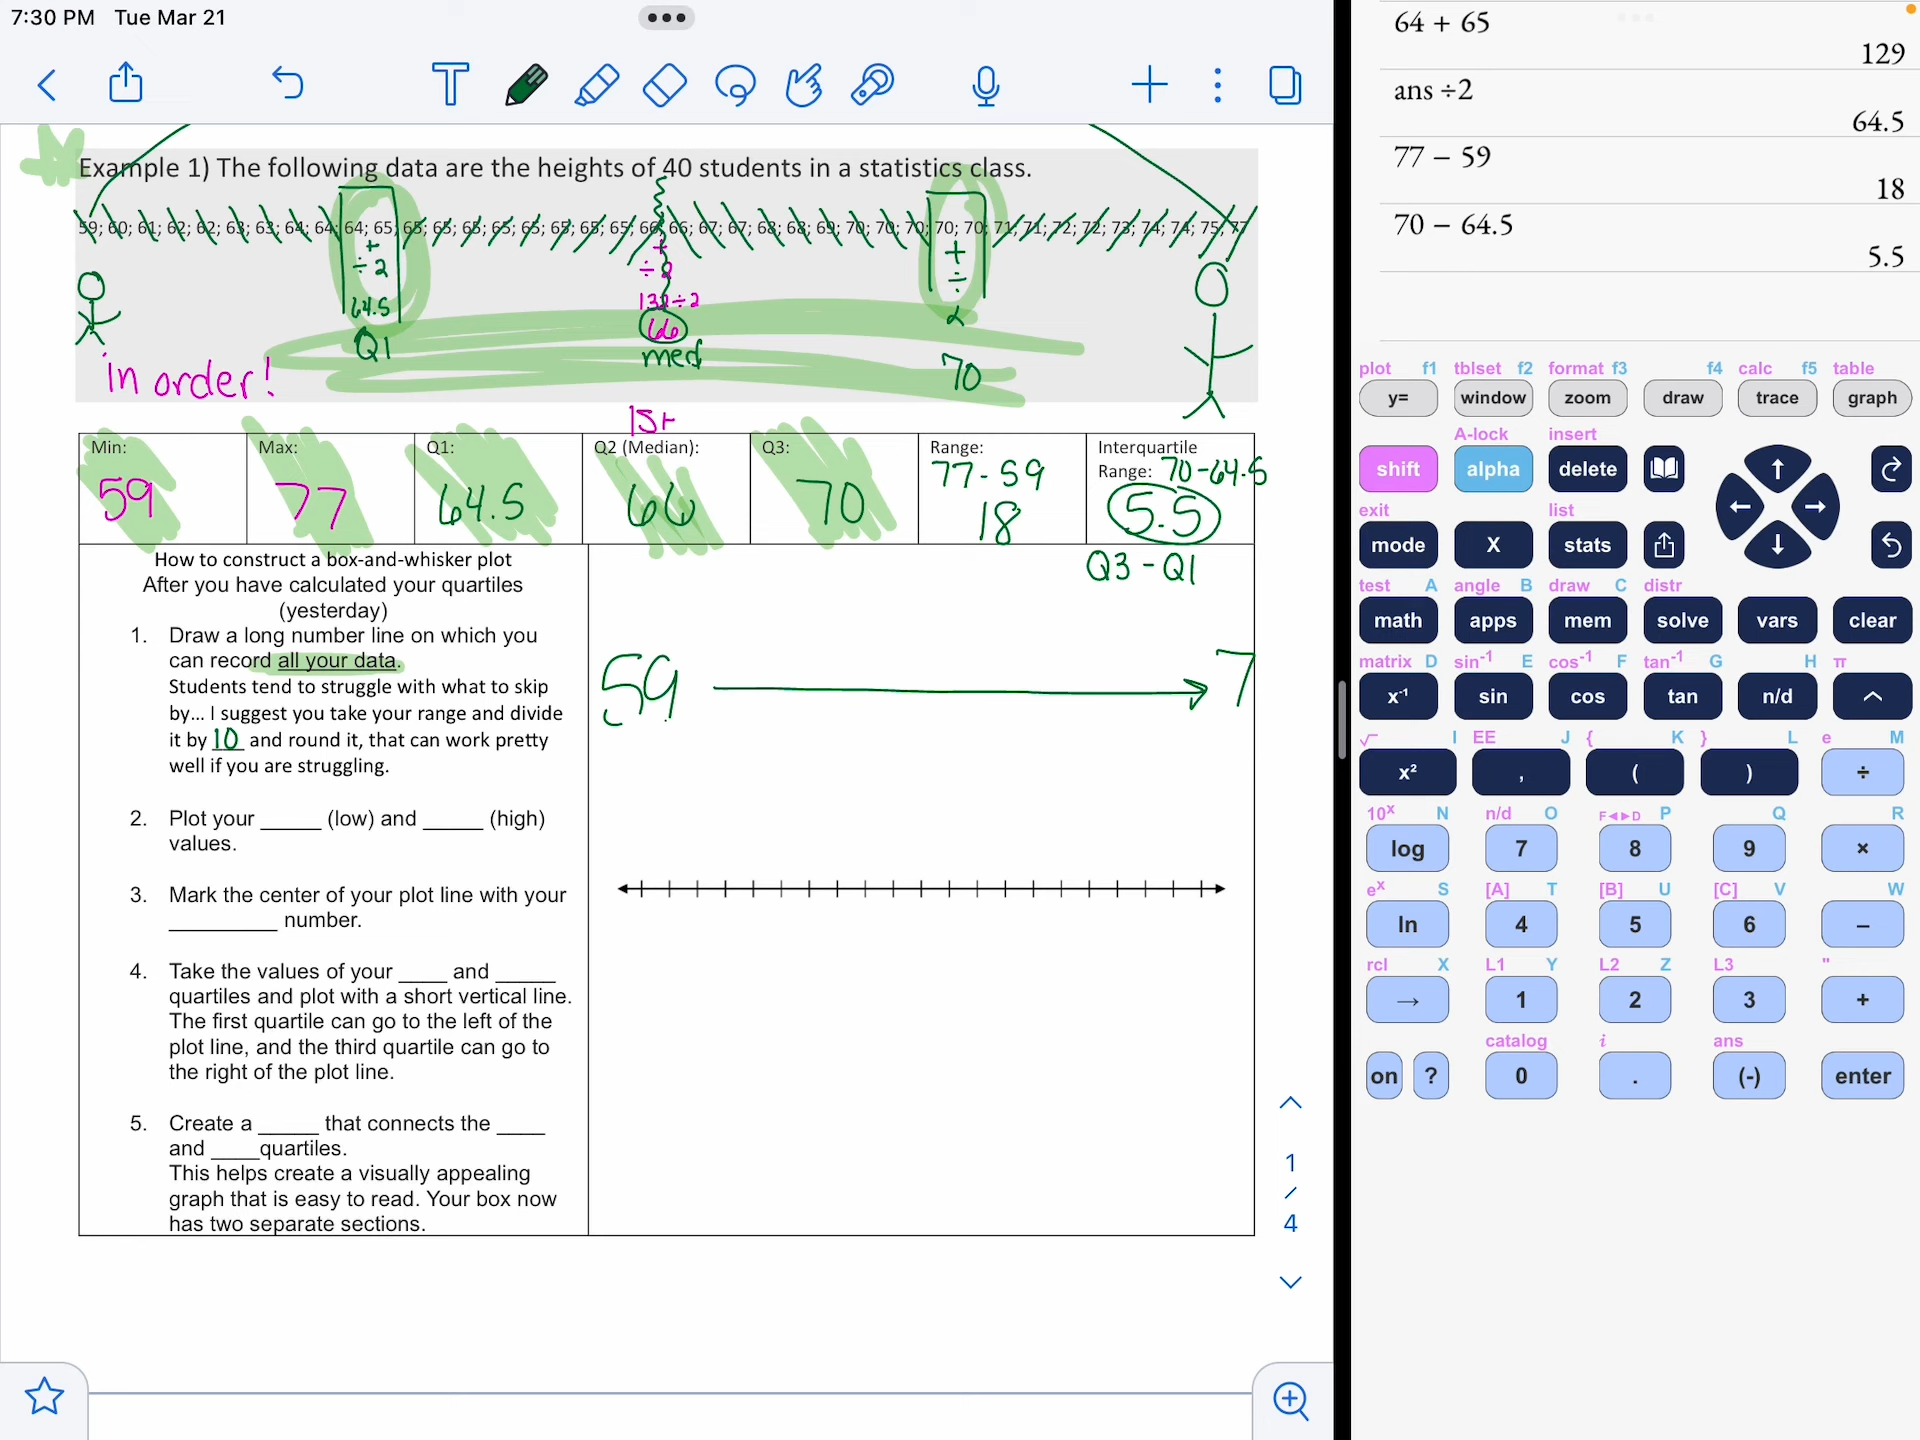 7:30 PM Tue Mar 21
Example 1) The following data are the heights of 40 students in a statistics class.
59; 60; 61; 62; 62; 63; 63; 64; 64; 64; 65; 65; 65; 65; 65; 65; 65; 65; 65; 66; 66; 67; 67; 68; 68; 69; 70; 70; 70; 70; 70; 71; 71; 72; 72; 73; 74; 74; 75; 77
+
÷ 2
64.5
Q1
+
÷ 2
132÷2
66
med
+
÷
2
70
in order!
1st
Min:
59
Max:
77
Q1:
64.5
Q2 (Median):
66
Q3:
70
Range:
77-59
18
Interquartile
Range: 70-64.5
5.5
Q3 - Q1
How to construct a box-and-whisker plot
After you have calculated your quartiles
(yesterday)
1. Draw a long number line on which you
can record all your data.
Students tend to struggle with what to skip
by... I suggest you take your range and divide
it by 10 and round it, that can work pretty
well if you are struggling.
2. Plot your _____ (low) and _____ (high)
values.
3. Mark the center of your plot line with your
_________ number.
4. Take the values of your ____ and _____
quartiles and plot with a short vertical line.
The first quartile can go to the left of the
plot line, and the third quartile can go to
the right of the plot line.
5. Create a _____ that connects the ____
and ____quartiles.
This helps create a visually appealing
graph that is easy to read. Your box now
has two separate sections.
59 7
1
/
4
64 + 65
129
ans ÷2
64.5
77 − 59
18
70 − 64.5
5.5
plot f1 tblset f2 format f3 f4 calc f5 table
y= window zoom draw trace graph
A-lock insert
shift alpha delete
exit list
mode X stats
test A angle B draw C distr
math apps mem solve vars clear
matrix D sin-1 E cos-1 F tan-1 G H π
x-1 sin cos tan n/d ^
√ I EE J { K } L e M
x² , ( ) ÷
10x N n/d O F◄►D P Q R
log 7 8 9 ×
ex S [A] T [B] U [C] V W
ln 4 5 6 −
rcl X L1 Y L2 Z L3 "
→ 1 2 3 +
catalog i ans
on ? 0 . (-) enter